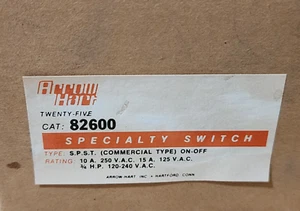 Arrow
Hart
TWENTY-FIVE
CAT: 82600
SPECIALTY SWITCH
TYPE: S.P.S.T. (COMMERCIAL TYPE) ON-OFF
RATING: 10 A. 250 V.A.C. 15 A. 125 V.A.C.
¾ H.P. 120-240 V.A.C.
ARROW-HART INC • HARTFORD CONN.